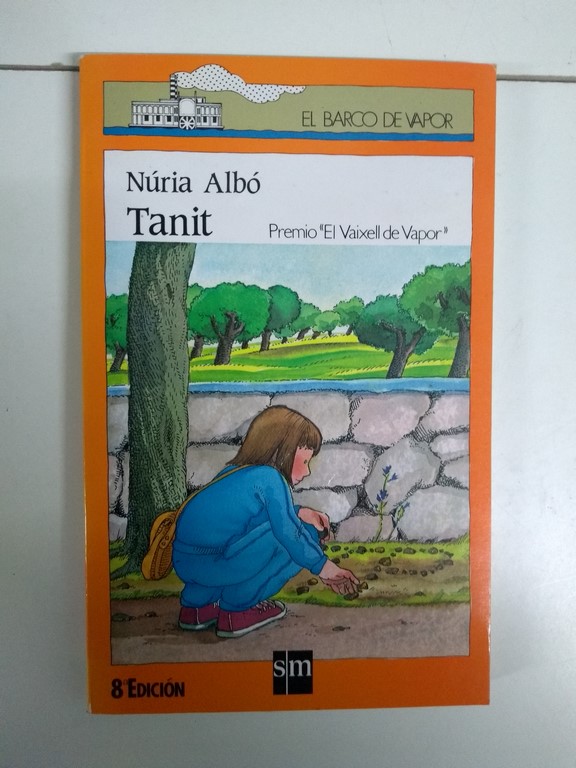 EL BARCO DE VAPOR
Núria Albó
Tanit
Premio «El Vaixell de Vapor»
sm
8ª EDICIÓN